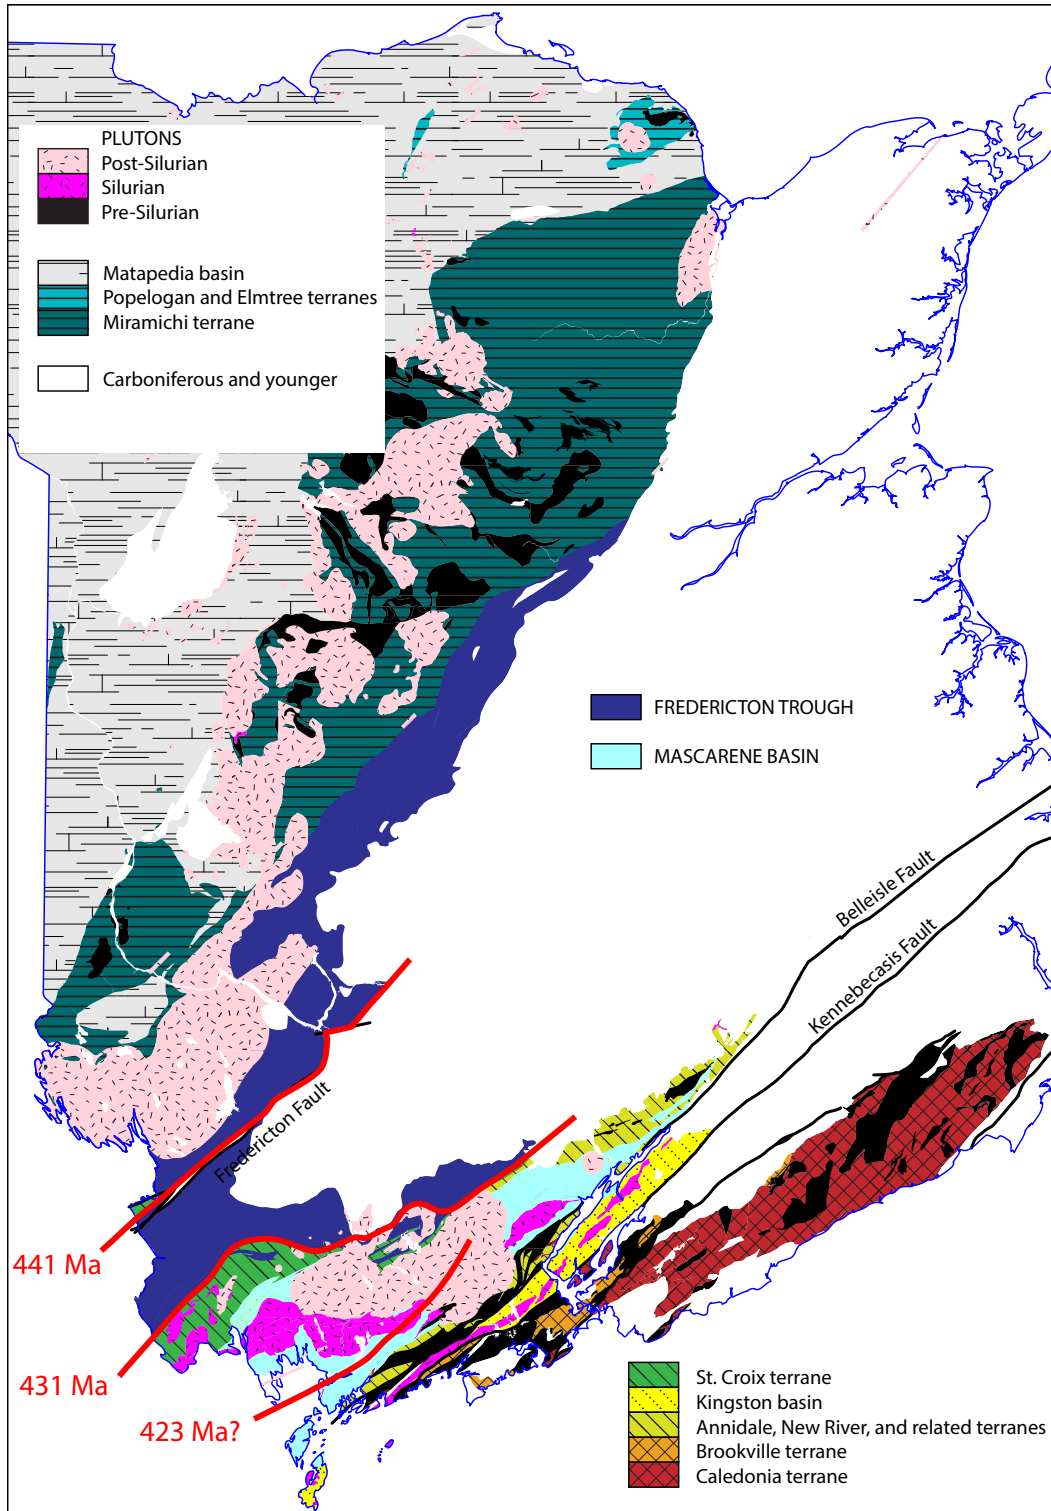 PLUTONS
Post-Silurian
Silurian
Pre-Silurian
Matapedia basin
Popelogan and Elmtree terranes
Miramichi terrane
Carboniferous and younger
FREDERICTON TROUGH
MASCARENE BASIN
Belleisle Fault
Kennebecasis Fault
Fredericton Fault
441 Ma
431 Ma
423 Ma?
St. Croix terrane
Kingston basin
Annidale, New River, and related terranes
Brookville terrane
Caledonia terrane